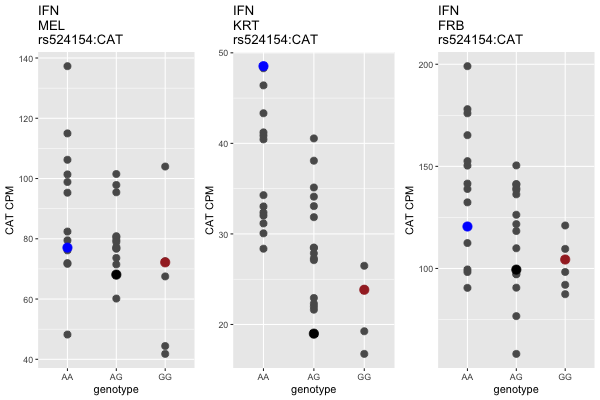 IFN
MEL
rs524154:CAT
140
120
100
80
60
40
CAT CPM
AA
AG
GG
genotype
IFN
KRT
rs524154:CAT
50
40
30
20
CAT CPM
AA
AG
GG
genotype
IFN
FRB
rs524154:CAT
200
150
100
CAT CPM
AA
AG
GG
genotype